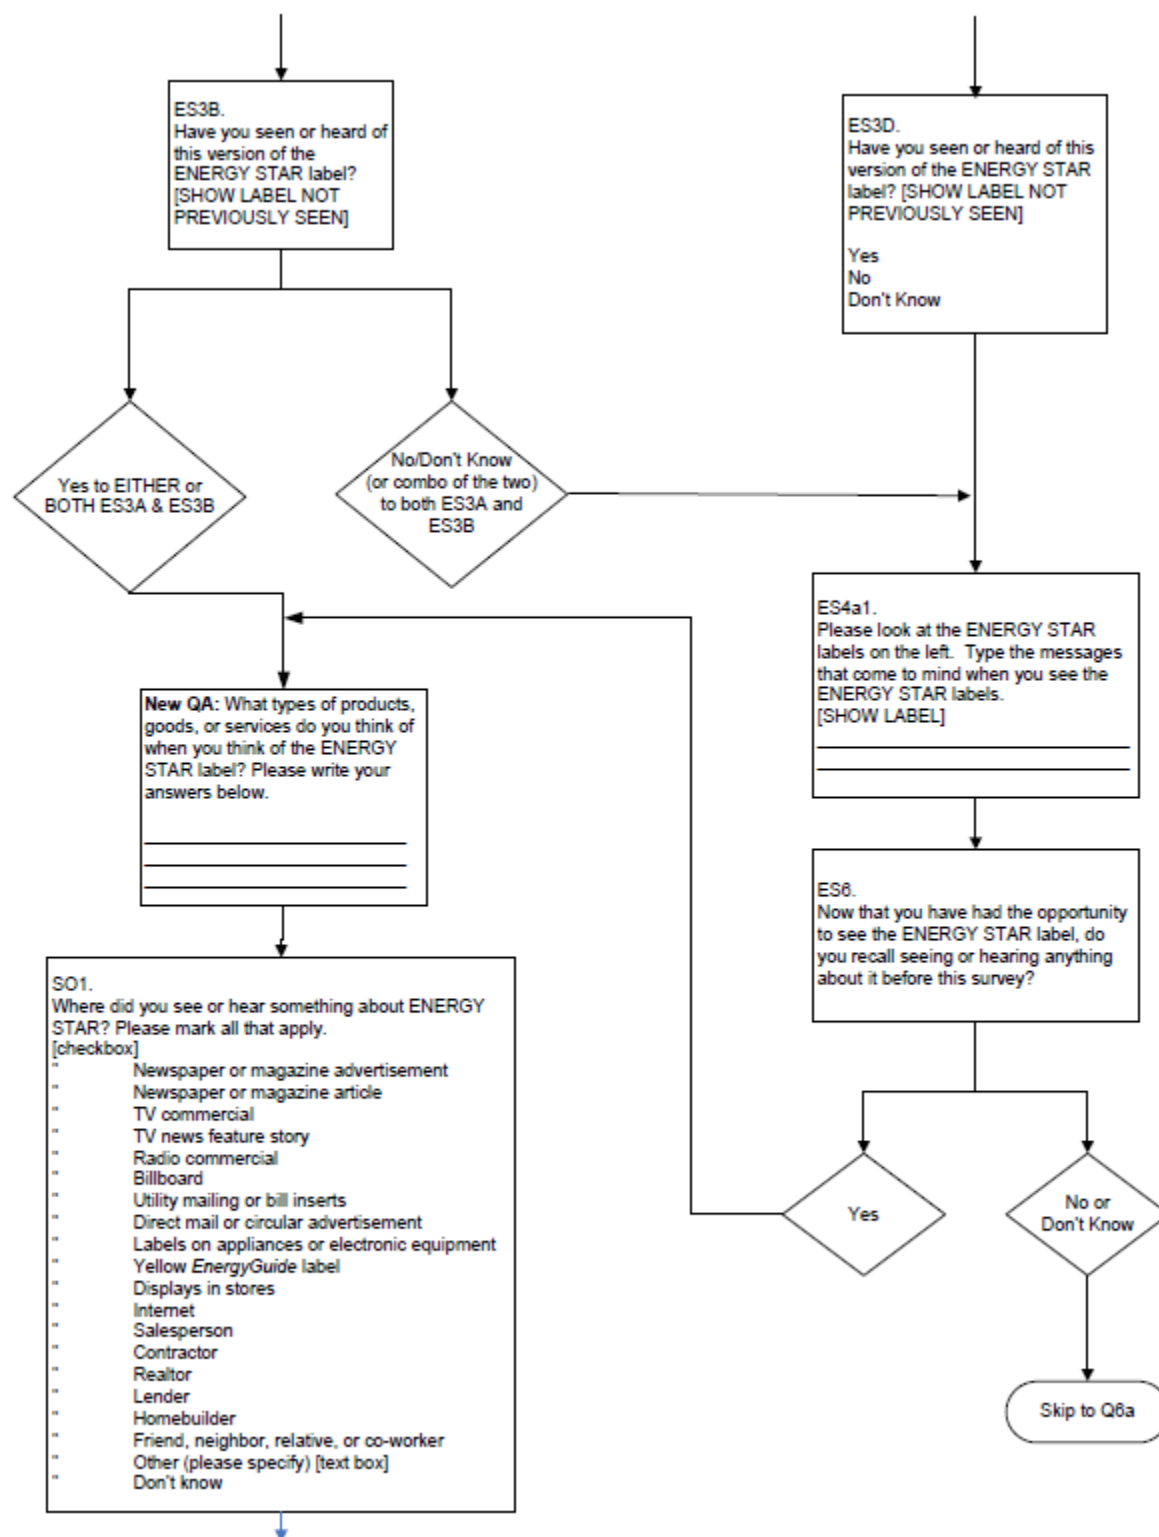 ES3B.
Have you seen or heard of
this version of the
ENERGY STAR label?
[SHOW LABEL NOT
PREVIOUSLY SEEN]
ES3D.
Have you seen or heard of this
version of the ENERGY STAR
label? [SHOW LABEL NOT
PREVIOUSLY SEEN]
Yes
No
Don't Know
Yes to EITHER or
BOTH ES3A & ES3B
No/Don't Know
(or combo of the two)
to both ES3A and
ES3B
ES4a1.
Please look at the ENERGY STAR
labels on the left. Type the messages
that come to mind when you see the
ENERGY STAR labels.
[SHOW LABEL]
New QA: What types of products,
goods, or services do you think of
when you think of the ENERGY
STAR label? Please write your
answers below.
ES6.
Now that you have had the opportunity
to see the ENERGY STAR label, do
you recall seeing or hearing anything
about it before this survey?
SO1.
Where did you see or hear something about ENERGY
STAR? Please mark all that apply.
[checkbox]
" Newspaper or magazine advertisement
" Newspaper or magazine article
" TV commercial
" TV news feature story
" Radio commercial
" Billboard
" Utility mailing or bill inserts
" Direct mail or circular advertisement
" Labels on appliances or electronic equipment
" Yellow EnergyGuide label
" Displays in stores
" Internet
" Salesperson
" Contractor
" Realtor
" Lender
" Homebuilder
" Friend, neighbor, relative, or co-worker
" Other (please specify) [text box]
" Don't know
Yes
No or
Don't Know
Skip to Q6a